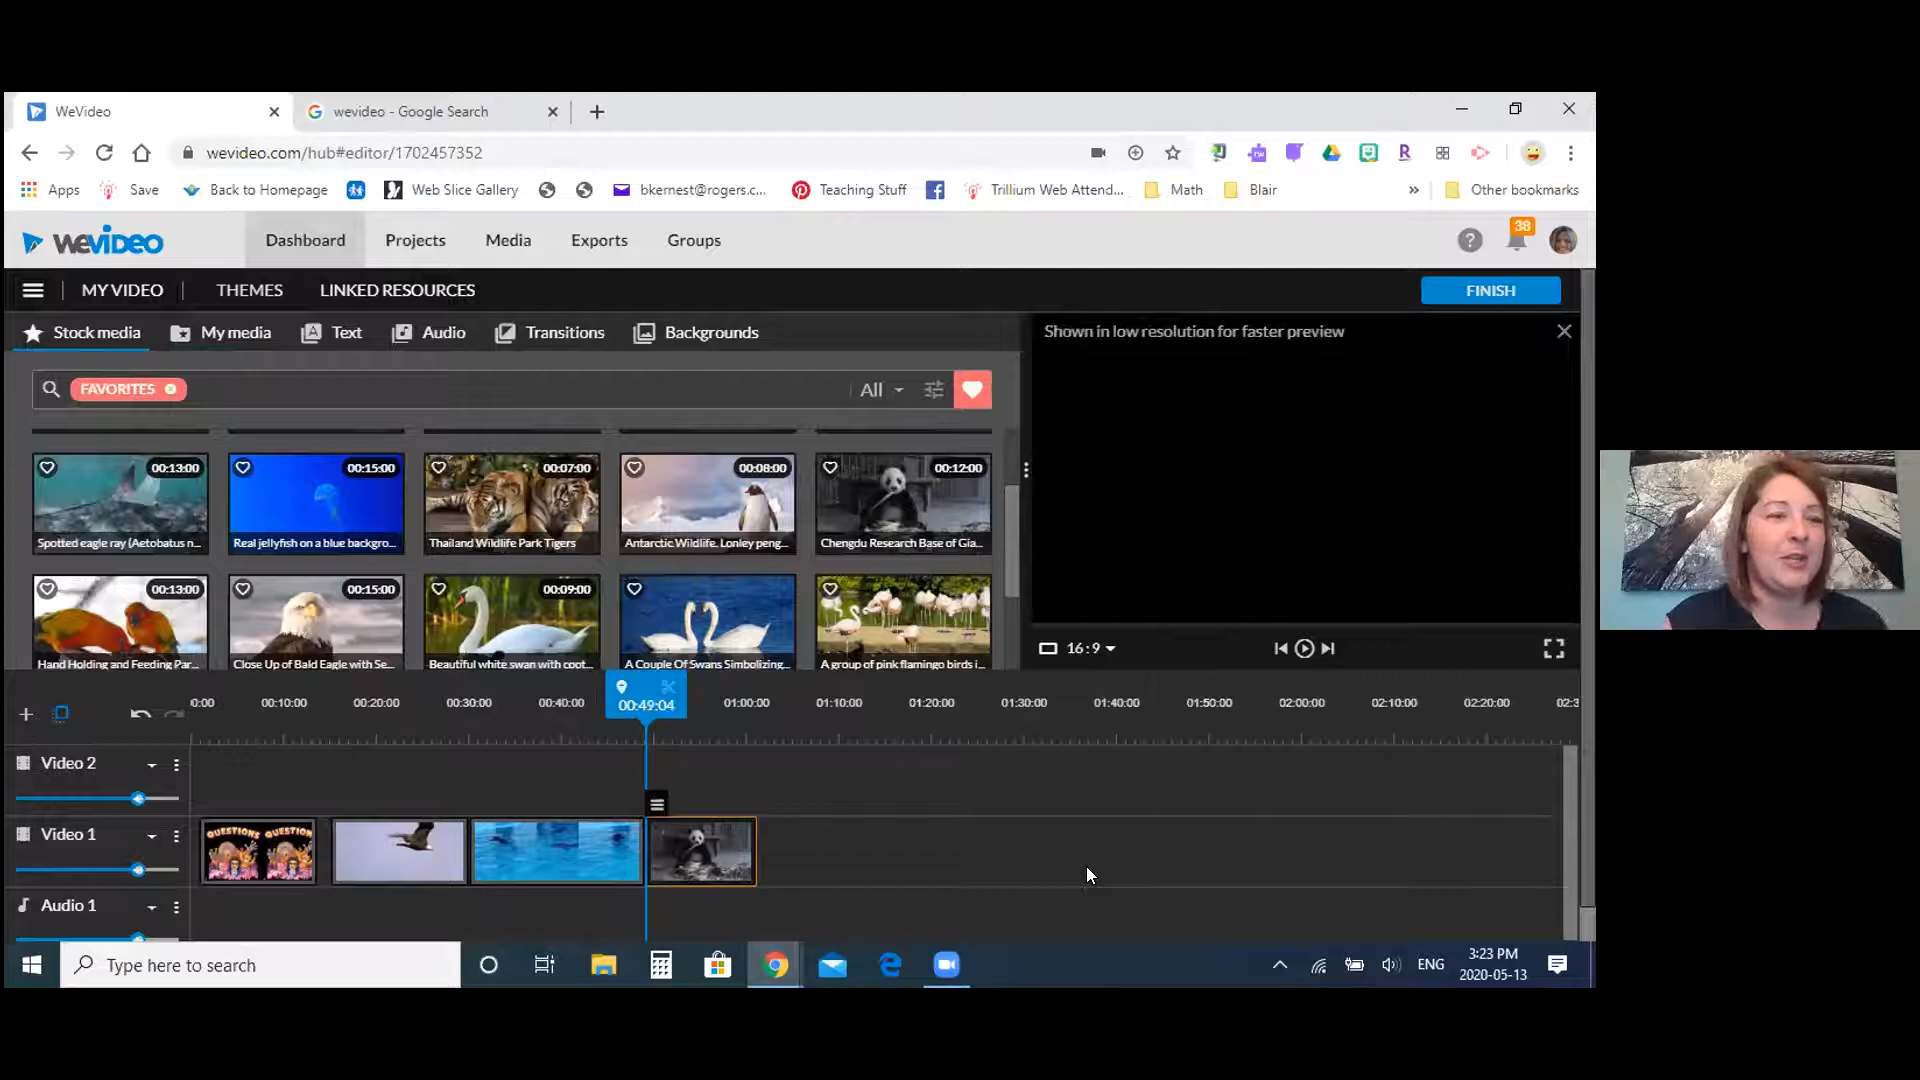 WeVideo
wevideo - Google Search
wevideo.com/hub#editor/1702457352
Apps
Save
Back to Homepage
Web Slice Gallery
bkernest@rogers.c...
Teaching Stuff
Trillium Web Attend...
Math
Blair
»
Other bookmarks
WEVIDEO
Dashboard
Projects
Media
Exports
Groups
38
MY VIDEO
THEMES
LINKED RESOURCES
FINISH
Stock media
My media
Text
Audio
Transitions
Backgrounds
Shown in low resolution for faster preview
FAVORITES
All
00:13:00
00:15:00
00:07:00
00:08:00
00:12:00
Spotted eagle ray (Aetobatus n...
Real jellyfish on a blue backgro...
Thailand Wildlife Park Tigers
Antarctic Wildlife. Lonley peng...
Chengdu Research Base of Gia...
00:13:00
00:15:00
00:09:00
Hand Holding and Feeding Par...
Close Up of Bald Eagle with Se...
Beautiful white swan with coot...
A Couple Of Swans Simbolizing...
A group of pink flamingo birds i...
16:9
00:49:04
0:00
00:10:00
00:20:00
00:30:00
00:40:00
01:00:00
01:10:00
01:20:00
01:30:00
01:40:00
01:50:00
02:00:00
02:10:00
02:20:00
02:3
Video 2
Video 1
QUESTIONS QUESTION
Audio 1
Type here to search
ENG
3:23 PM
2020-05-13